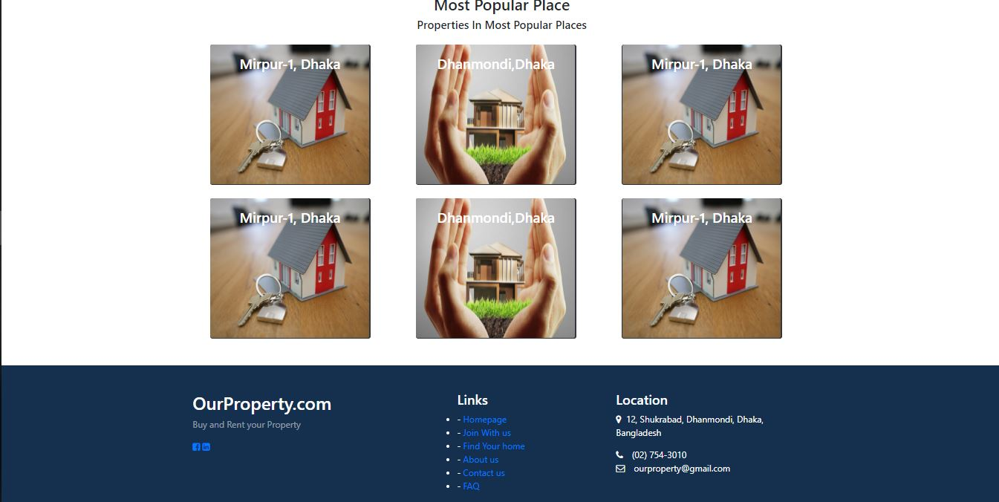 Most Popular Place
Properties In Most Popular Places
Mirpur-1, Dhaka
Dhanmondi,Dhaka
Mirpur-1, Dhaka
Mirpur-1, Dhaka
Dhanmondi,Dhaka
Mirpur-1, Dhaka
OurProperty.com
Buy and Rent your Property
Links
- Homepage
- Join With us
- Find Your home
- About us
- Contact us
- FAQ
Location
12, Shukrabad, Dhanmondi, Dhaka,
Bangladesh
(02) 754-3010
ourproperty@gmail.com